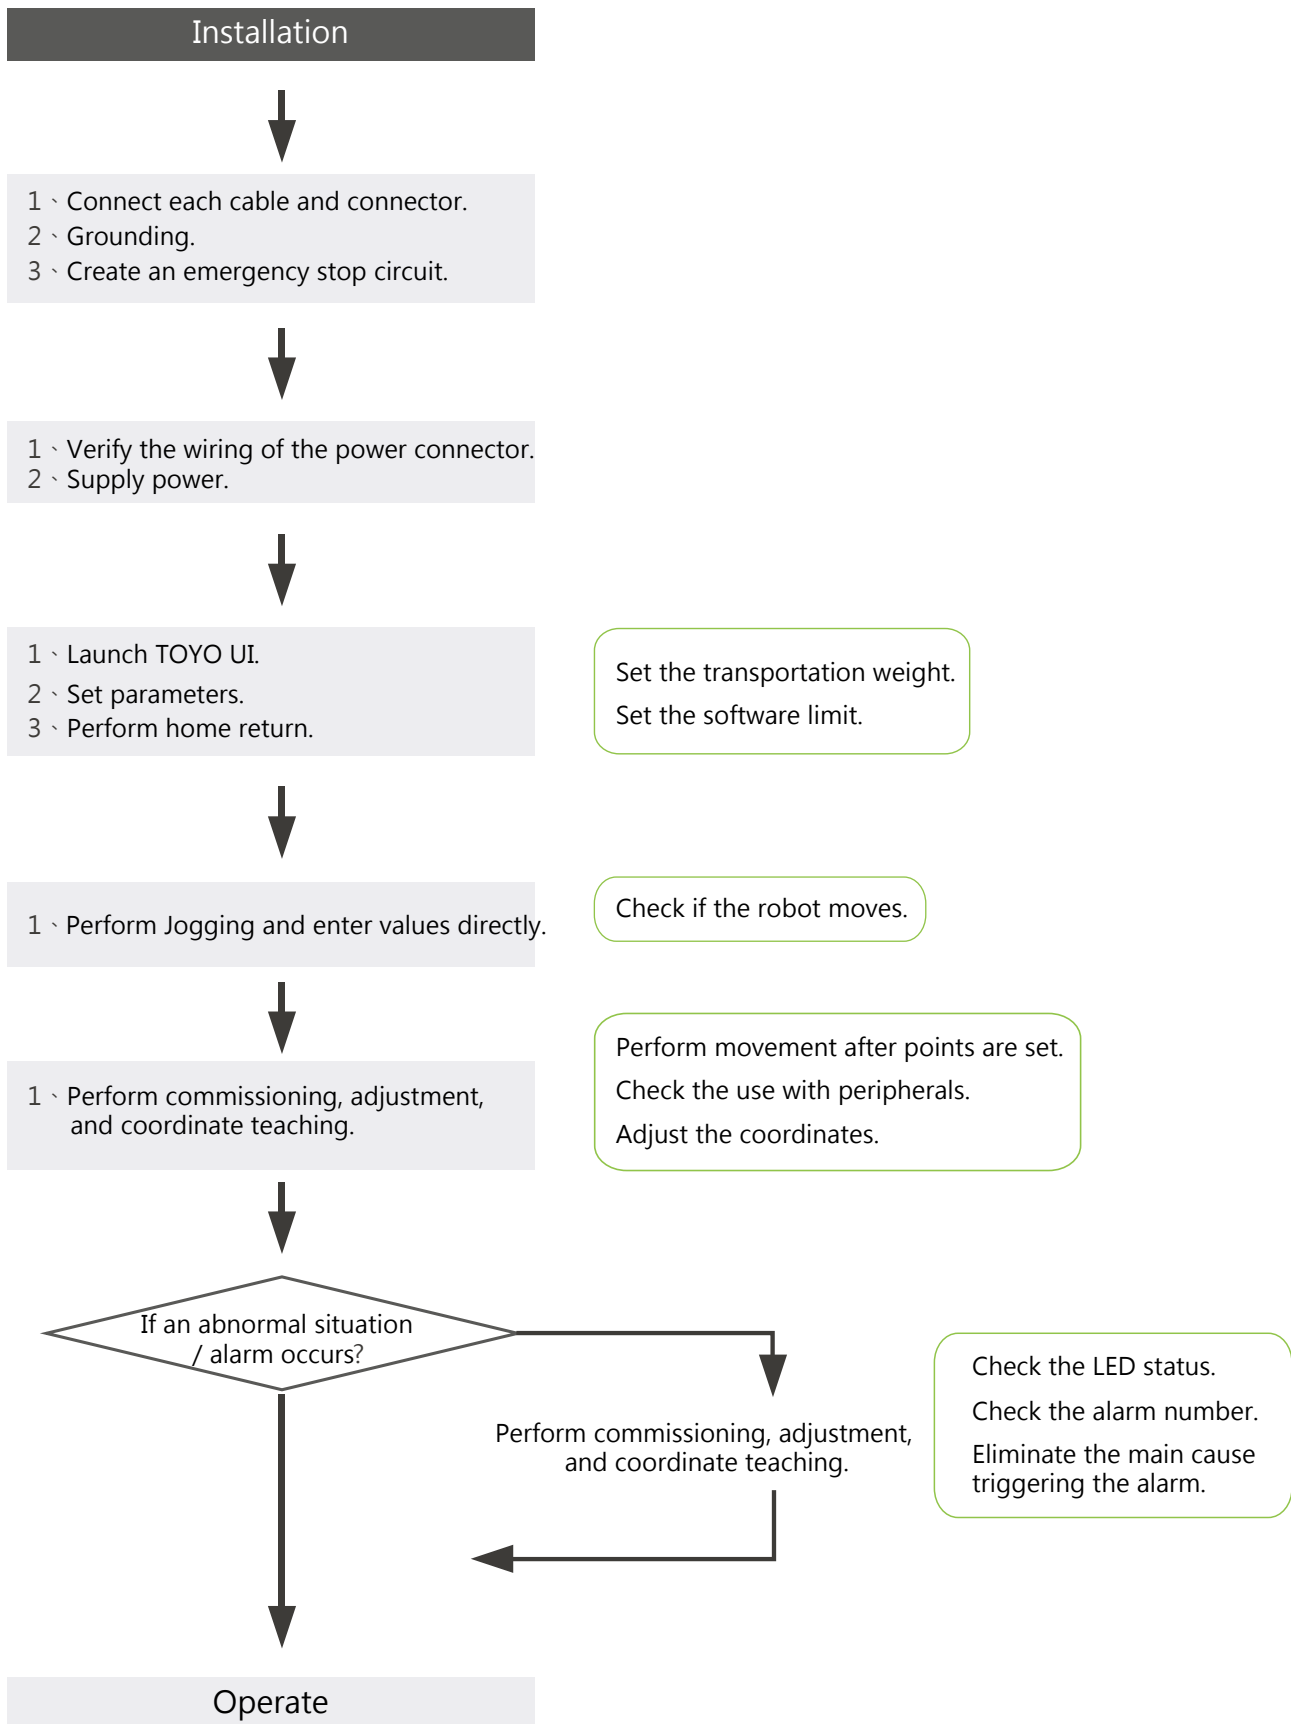 Installation
1、Connect each cable and connector.
2、Grounding.
3、Create an emergency stop circuit.
1、Verify the wiring of the power connector.
2、Supply power.
1、Launch TOYO UI.
2、Set parameters.
3、Perform home return.
Set the transportation weight.
Set the software limit.
1、Perform Jogging and enter values directly.
Check if the robot moves.
1、Perform commissioning, adjustment,
and coordinate teaching.
Perform movement after points are set.
Check the use with peripherals.
Adjust the coordinates.
If an abnormal situation
/ alarm occurs?
Perform commissioning, adjustment,
and coordinate teaching.
Check the LED status.
Check the alarm number.
Eliminate the main cause
triggering the alarm.
Operate